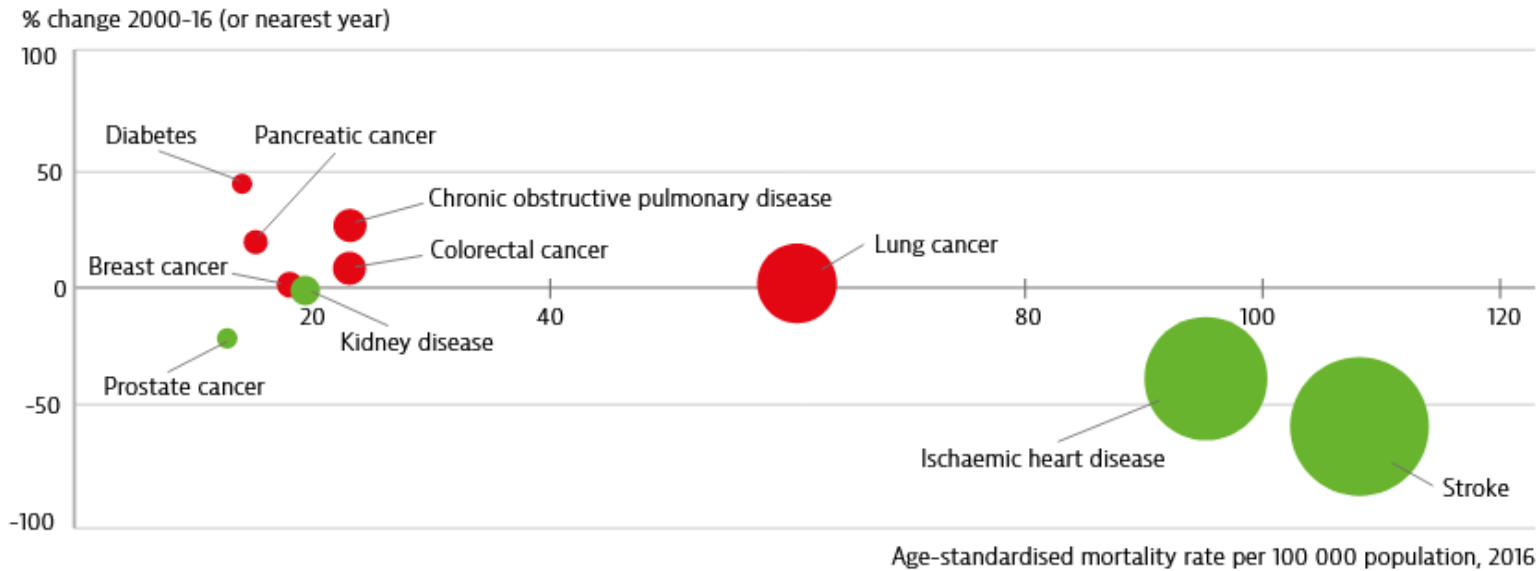 % change 2000-16 (or nearest year)
100
Diabetes
Pancreatic cancer
50
Chronic obstructive pulmonary disease
Colorectal cancer
Lung cancer
Breast cancer
0
20
40
80
100
120
Kidney disease
Prostate cancer
-50
Ischaemic heart disease
Stroke
-100
Age-standardised mortality rate per 100 000 population, 2016